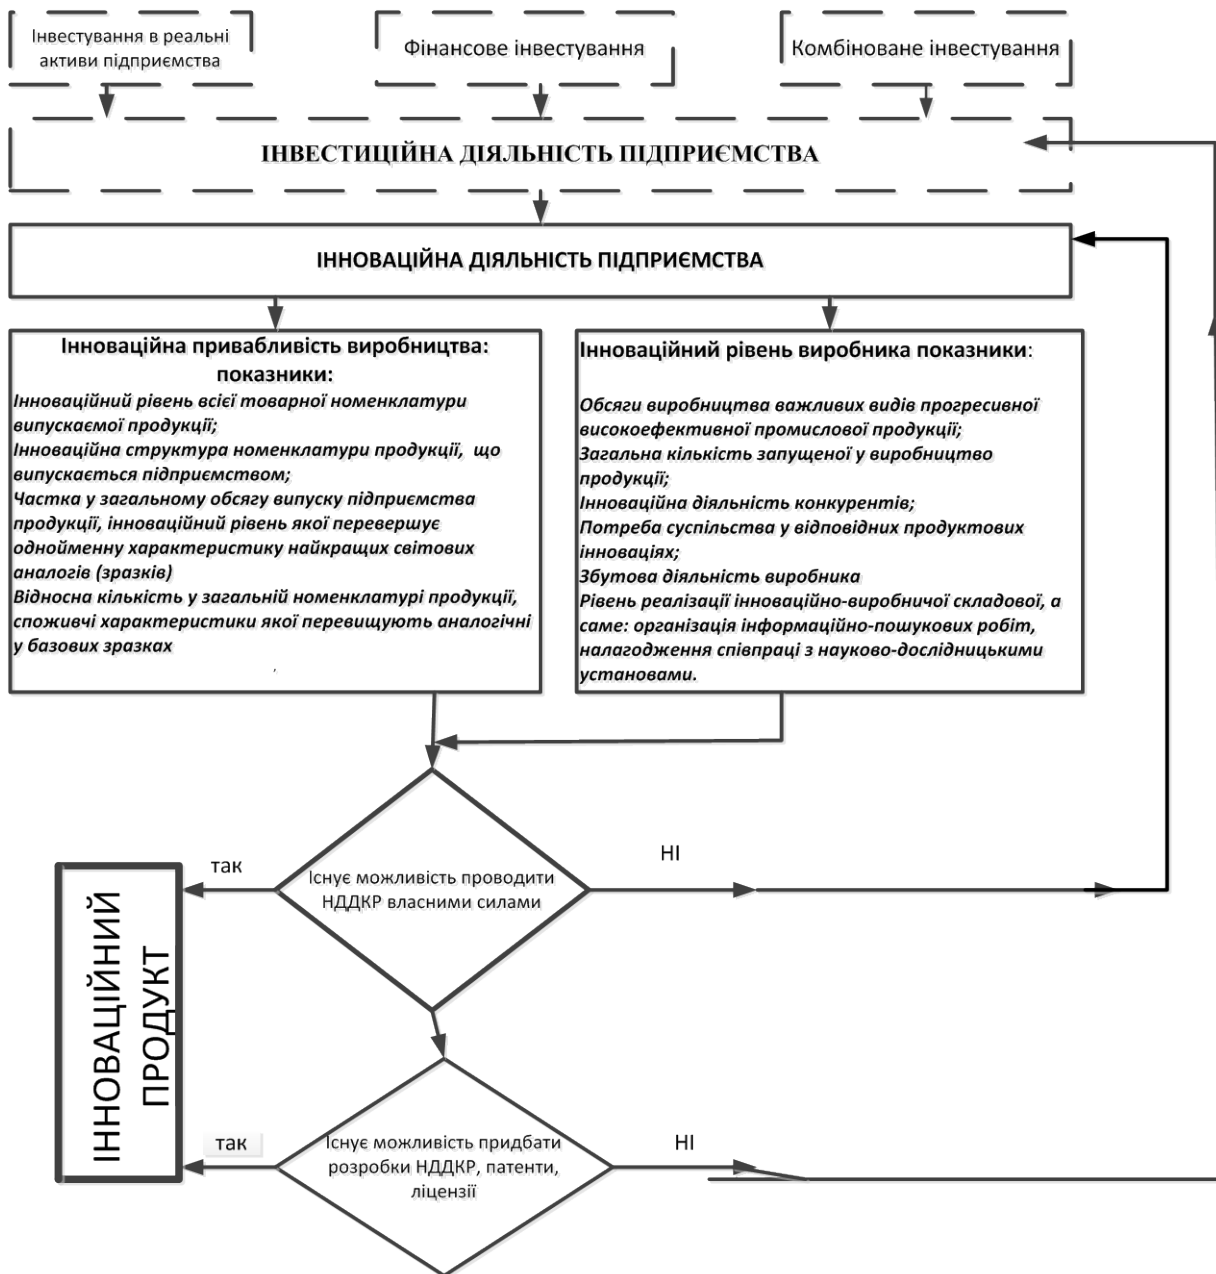 Інвестування в реальні
активи підприємства
Фінансове інвестування
Комбіноване інвестування
ІНВЕСТИЦІЙНА ДІЯЛЬНІСТЬ ПІДПРИЄМСТВА
ІННОВАЦІЙНА ДІЯЛЬНІСТЬ ПІДПРИЄМСТВА
Інноваційна привабливість виробництва:
показники:
Інноваційний рівень всієї товарної номенклатури
випускаємої продукції;
Інноваційна структура номенклатури продукції, що
випускається підприємством;
Частка у загальному обсягу випуску підприємства
продукції, інноваційний рівень якої перевершує
однойменну характеристику найкращих світових
аналогів (зразків)
Відносна кількість у загальній номенклатурі продукції,
споживчі характеристики якої перевищують аналогічні
у базових зразках
,
Інноваційний рівень виробника показники:
Обсяги виробництва важливих видів прогресивної
високоефективної промислової продукції;
Загальна кількість запущеної у виробництво
продукції;
Інноваційна діяльність конкурентів;
Потреба суспільства у відповідних продуктових
інноваціях;
Збутова діяльність виробника
Рівень реалізації інноваційно-виробничої складової, а
саме: організація інформаційно-пошукових робіт,
налагодження співпраці з науково-дослідницькими
установами.
так
Існує можливість проводити
НДДКР власними силами
НІ
ІННОВАЦІЙНИЙ
ПРОДУКТ
так
Існує можливість придбати
розробки НДДКР, патенти,
ліцензії
НІ